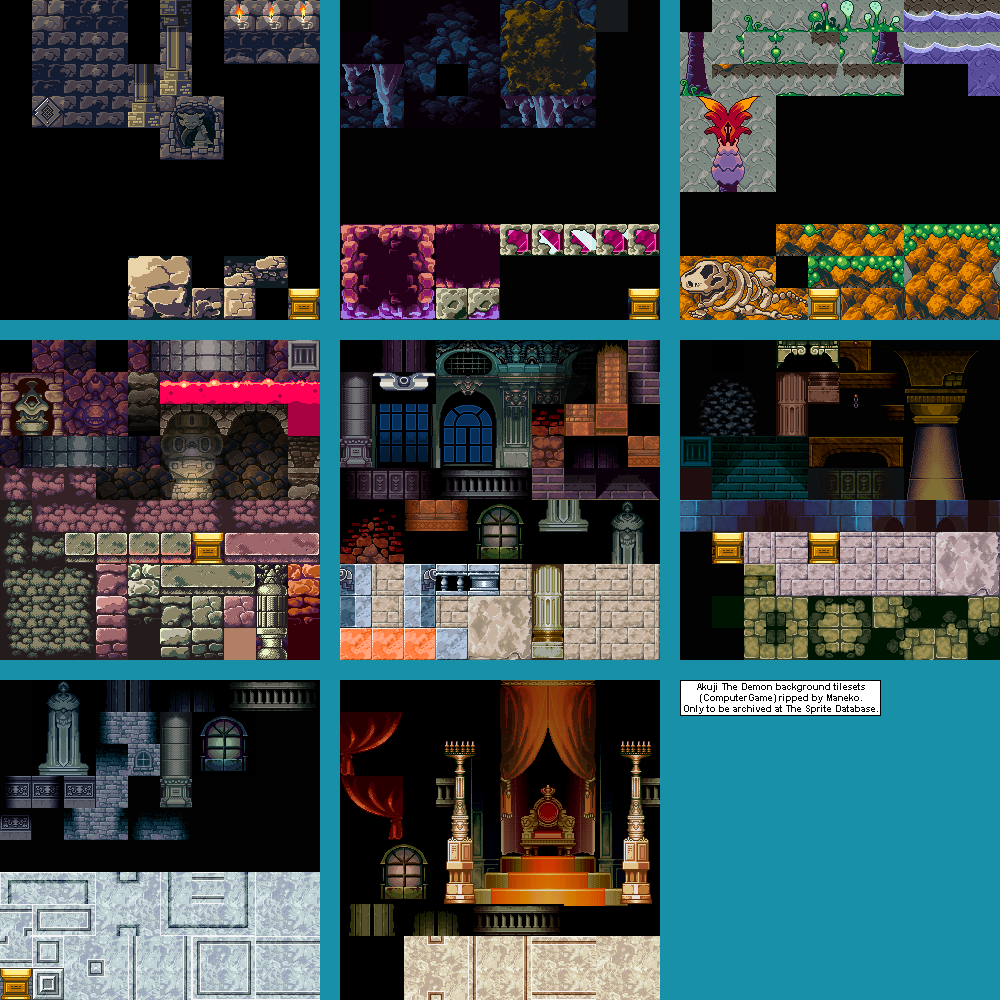 Akuji The Demon background tilesets
(Computer Game) ripped by Maneko.
Only to be archived at The Sprite Database.